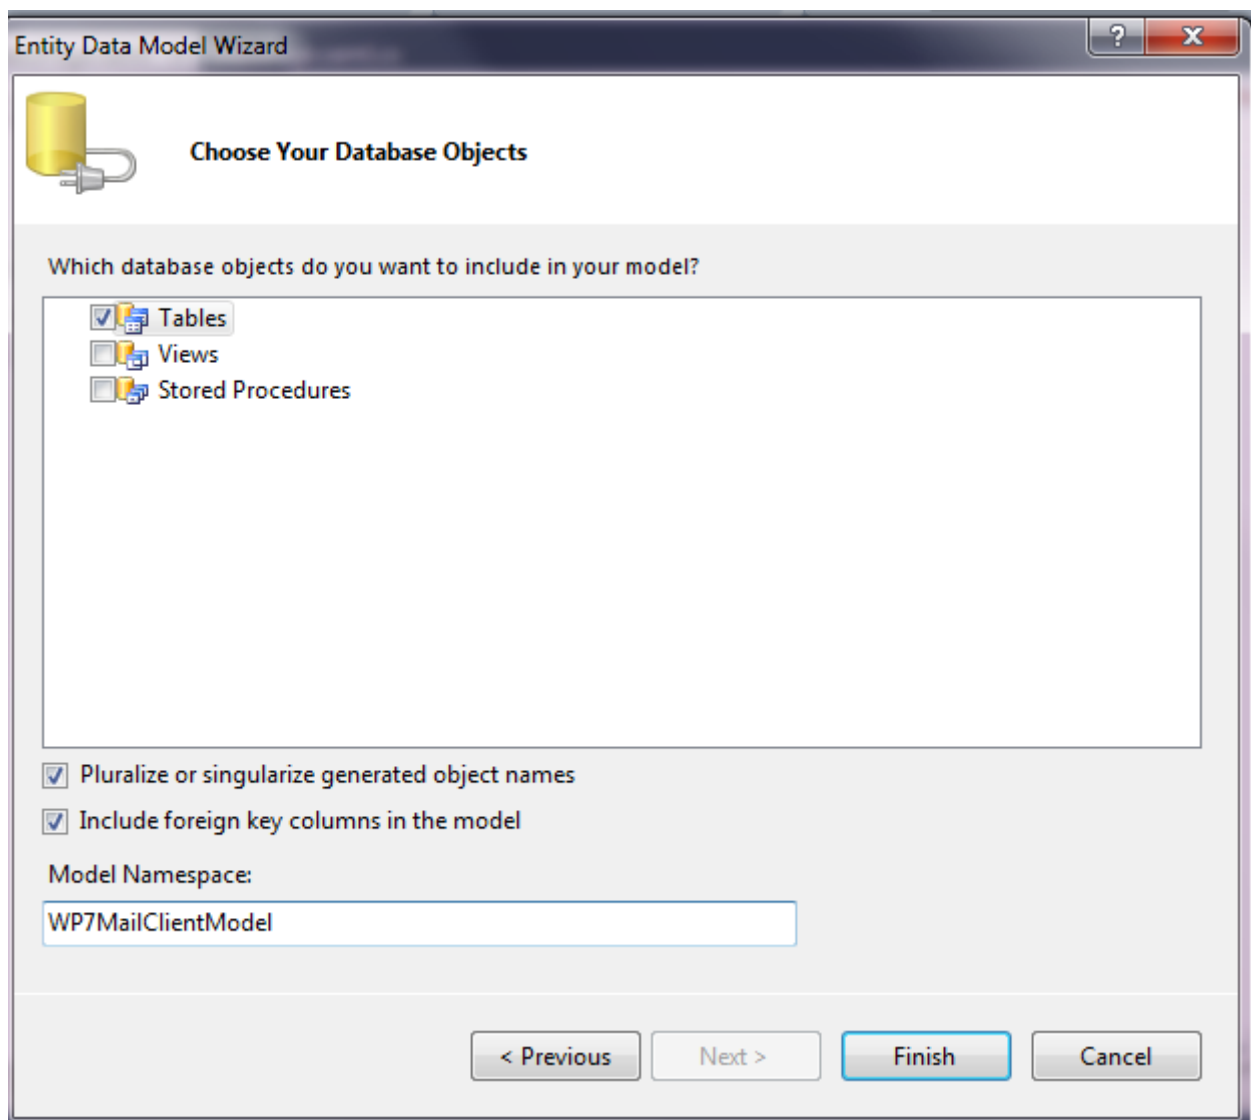 Entity Data Model Wizard
Choose Your Database Objects
Which database objects do you want to include in your model?
Tables
Views
Stored Procedures
Pluralize or singularize generated object names
Include foreign key columns in the model
Model Namespace:
WP7MailClientModel
< Previous Next > Finish Cancel